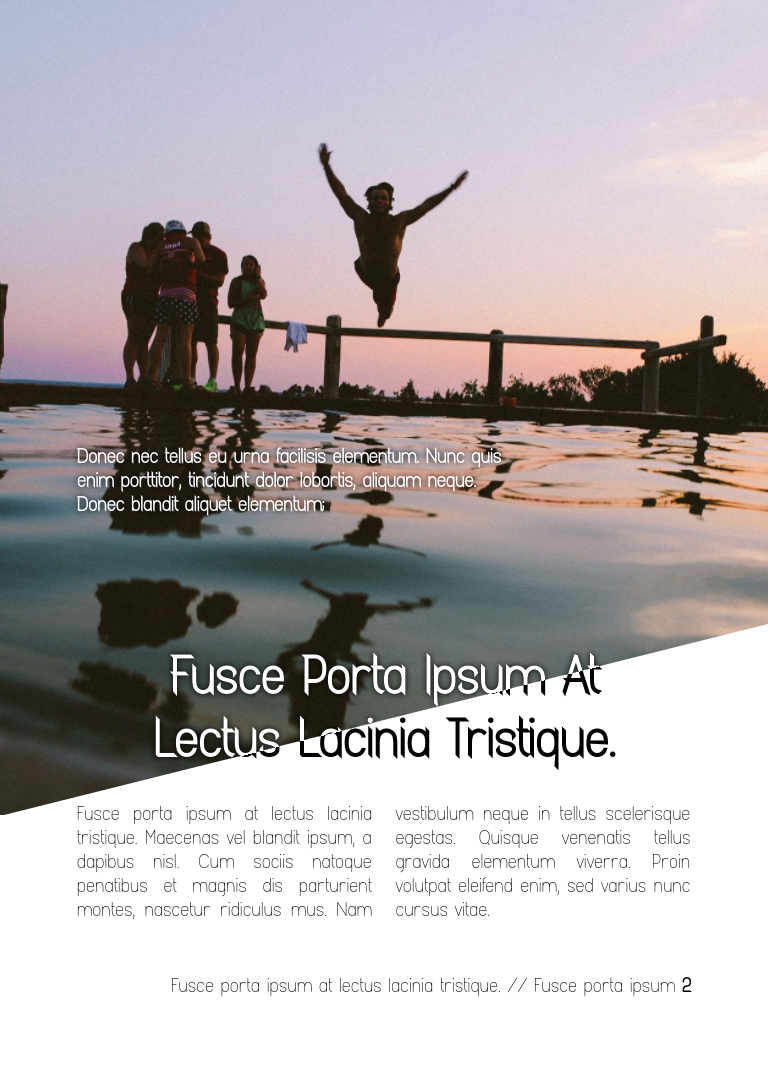 Donec nec tellus eu urna facilisis elementum. Nunc quis
enim porttitor, tincidunt dolor lobortis, aliquam neque.
Donec blandit aliquet elementum;
Fusce Porta Ipsum At
Lectus Lacinia Tristique.
Fusce porta ipsum at lectus lacinia
tristique. Maecenas vel blandit ipsum, a
dapibus nisl. Cum sociis natoque
penatibus et magnis dis parturient
montes, nascetur ridiculus mus. Nam
vestibulum neque in tellus scelerisque
egestas. Quisque venenatis tellus
gravida elementum viverra. Proin
volutpat eleifend enim, sed varius nunc
cursus vitae.
Fusce porta ipsum at lectus lacinia tristique. // Fusce porta ipsum 2